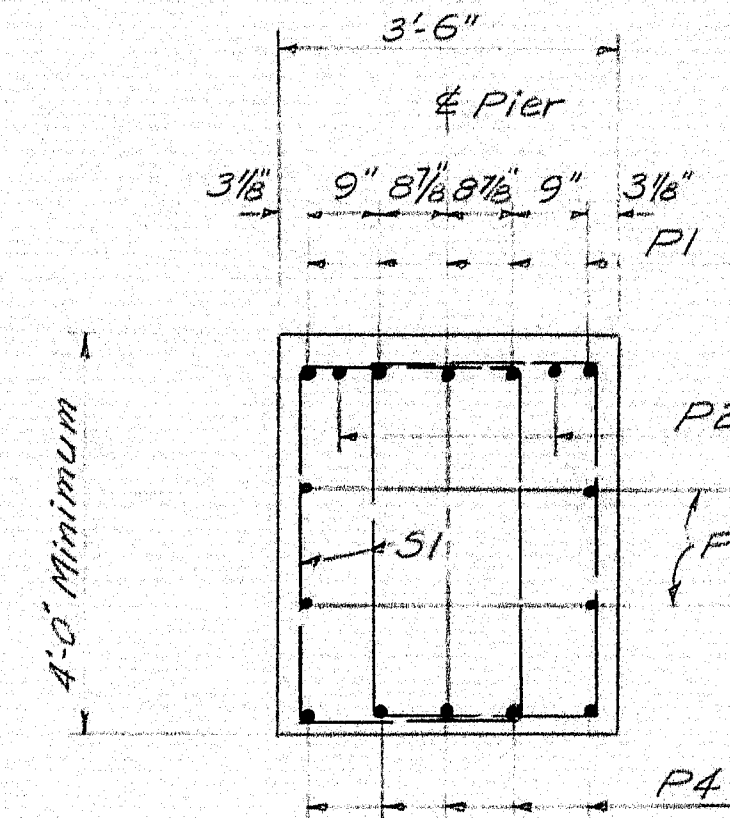 3'-6"
℄ Pier
3⅛" 9" 8⅞" 8⅞" 9" 3⅛"
P1
4'-0" Minimum
P2
S1
P
P4